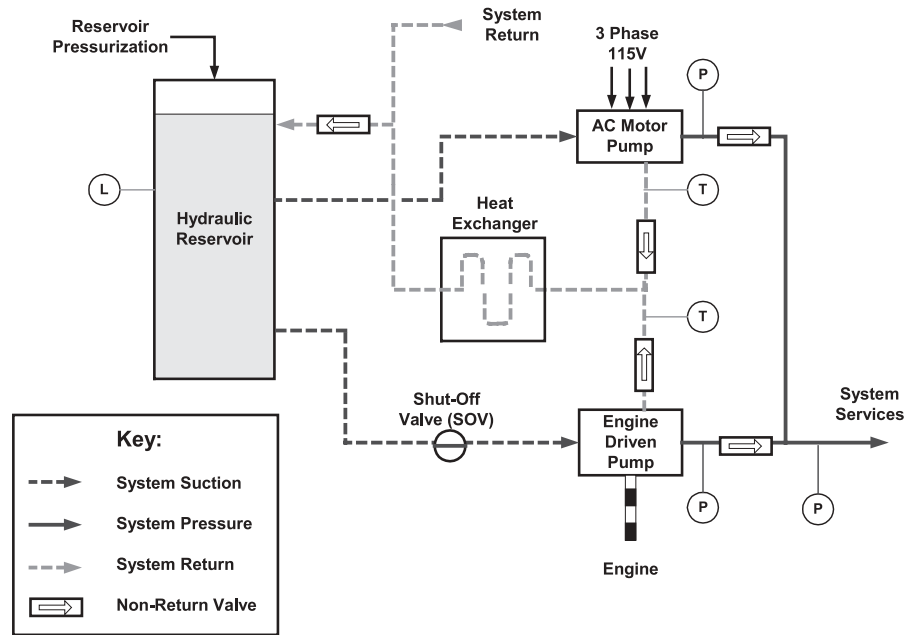 Reservoir
Pressurization
System
Return
3 Phase
115V
P
AC Motor
Pump
L
T
Hydraulic
Reservoir
Heat
Exchanger
T
Shut-Off
Valve (SOV)
Engine
Driven
Pump
System
Services
P
P
Engine
Key:
System Suction
System Pressure
System Return
Non-Return Valve